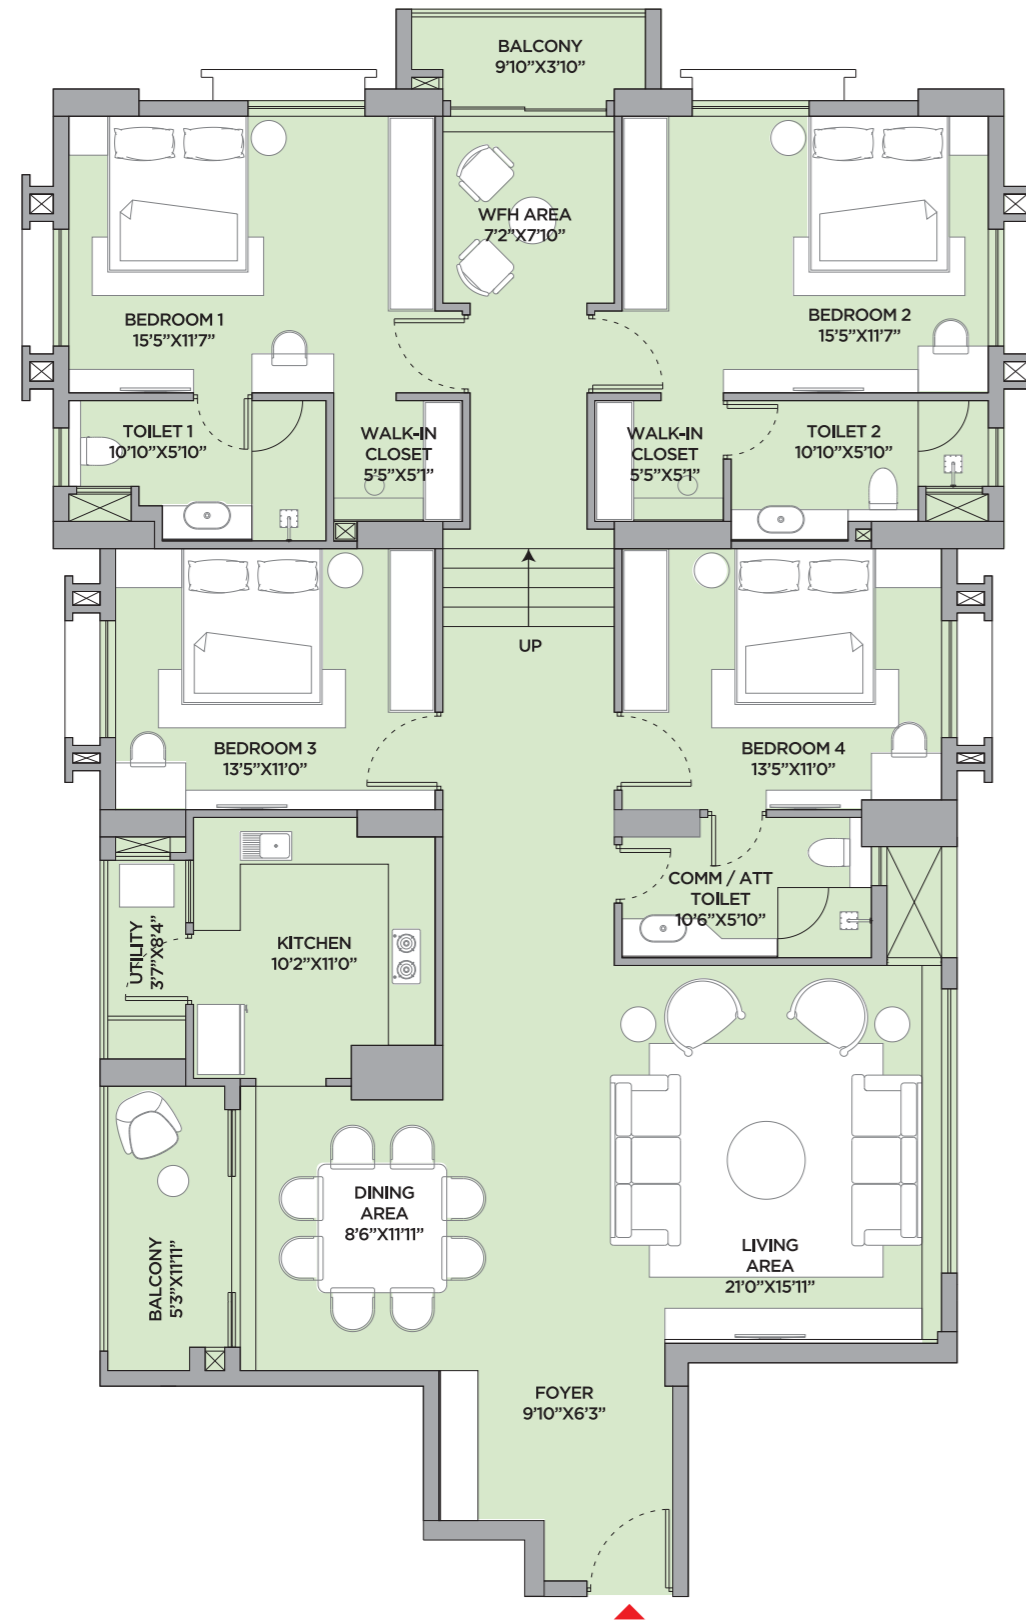 BALCONY
9'10”X3'10”
WFH AREA
7'2”X7'10”
BEDROOM 1
15'5”X11'7”
BEDROOM 2
15'5”X11'7”
TOILET 1
10'10”X5'10”
WALK-IN
CLOSET
5'5”X5'1”
WALK-IN
CLOSET
5'5”X5'1”
TOILET 2
10'10”X5'10”
UP
BEDROOM 3
13'5”X11'0”
BEDROOM 4
13'5”X11'0”
COMM / ATT
TOILET
10'6”X5'10”
UTILITY
3'7”X8'4”
KITCHEN
10'2”X11'0”
DINING
AREA
8'6”X11'11”
BALCONY
5'3”X11'11”
LIVING
AREA
21'0”X15'11”
FOYER
9'10”X6'3”